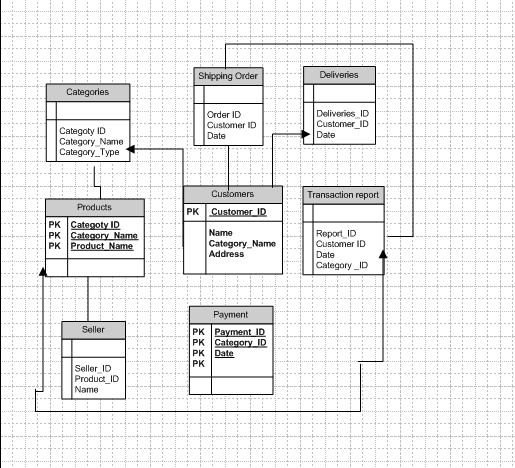 Shipping Order
Order ID
Customer ID
Date
Deliveries
Deliveries_ID
Customer_ID
Date
Categories
Categoty ID
Category_Name
Category_Type
Products
PK Categoty ID
PK Category_Name
PK Product_Name
Customers
PK Customer_ID
Name
Category_Name
Address
Transaction report
Report_ID
Customer ID
Date
Category _ID
Seller
Seller_ID
Product_ID
Name
Payment
PK Payment_ID
PK Category_ID
PK Date
PK